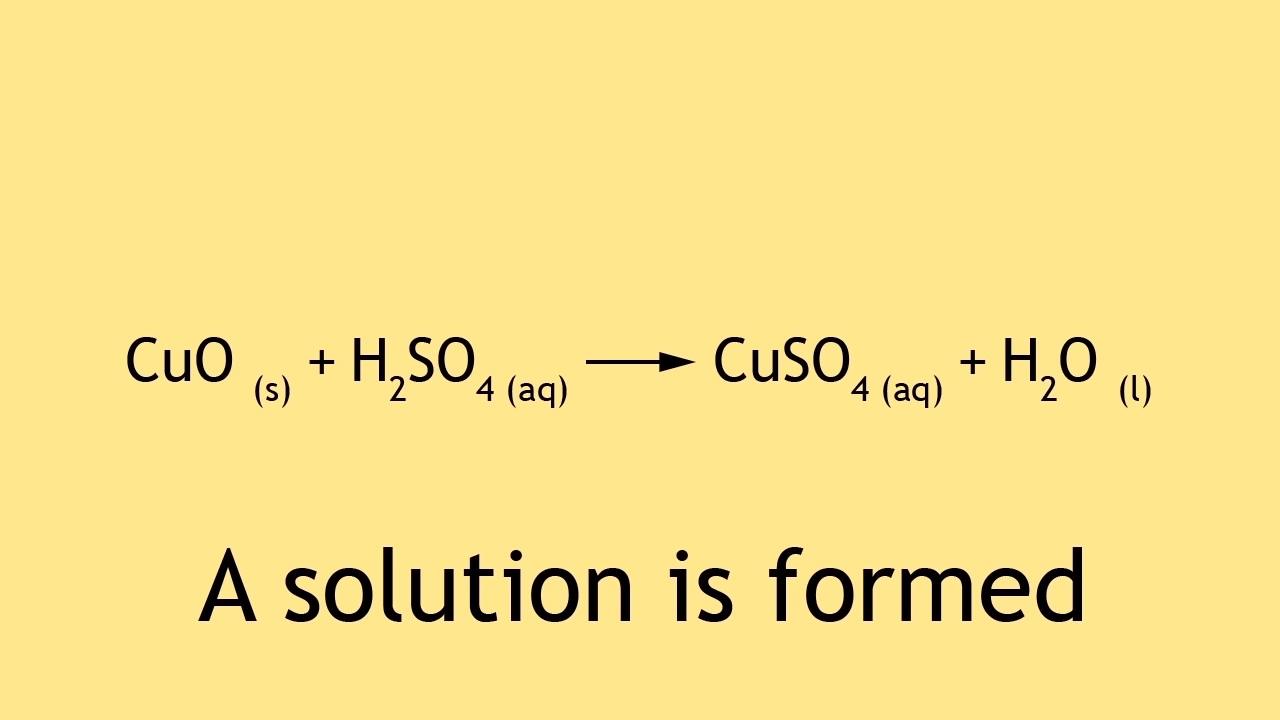 CuO (s) + H₂SO₄ (aq) ⟶ CuSO₄ (aq) + H₂O (l)
A solution is formed